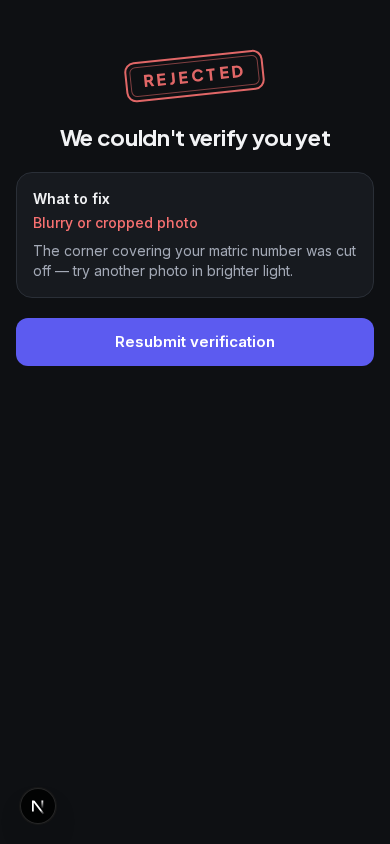 REJECTED
We couldn't verify you yet
What to fix
Blurry or cropped photo
The corner covering your matric number was cut
off — try another photo in brighter light.
Resubmit verification
N